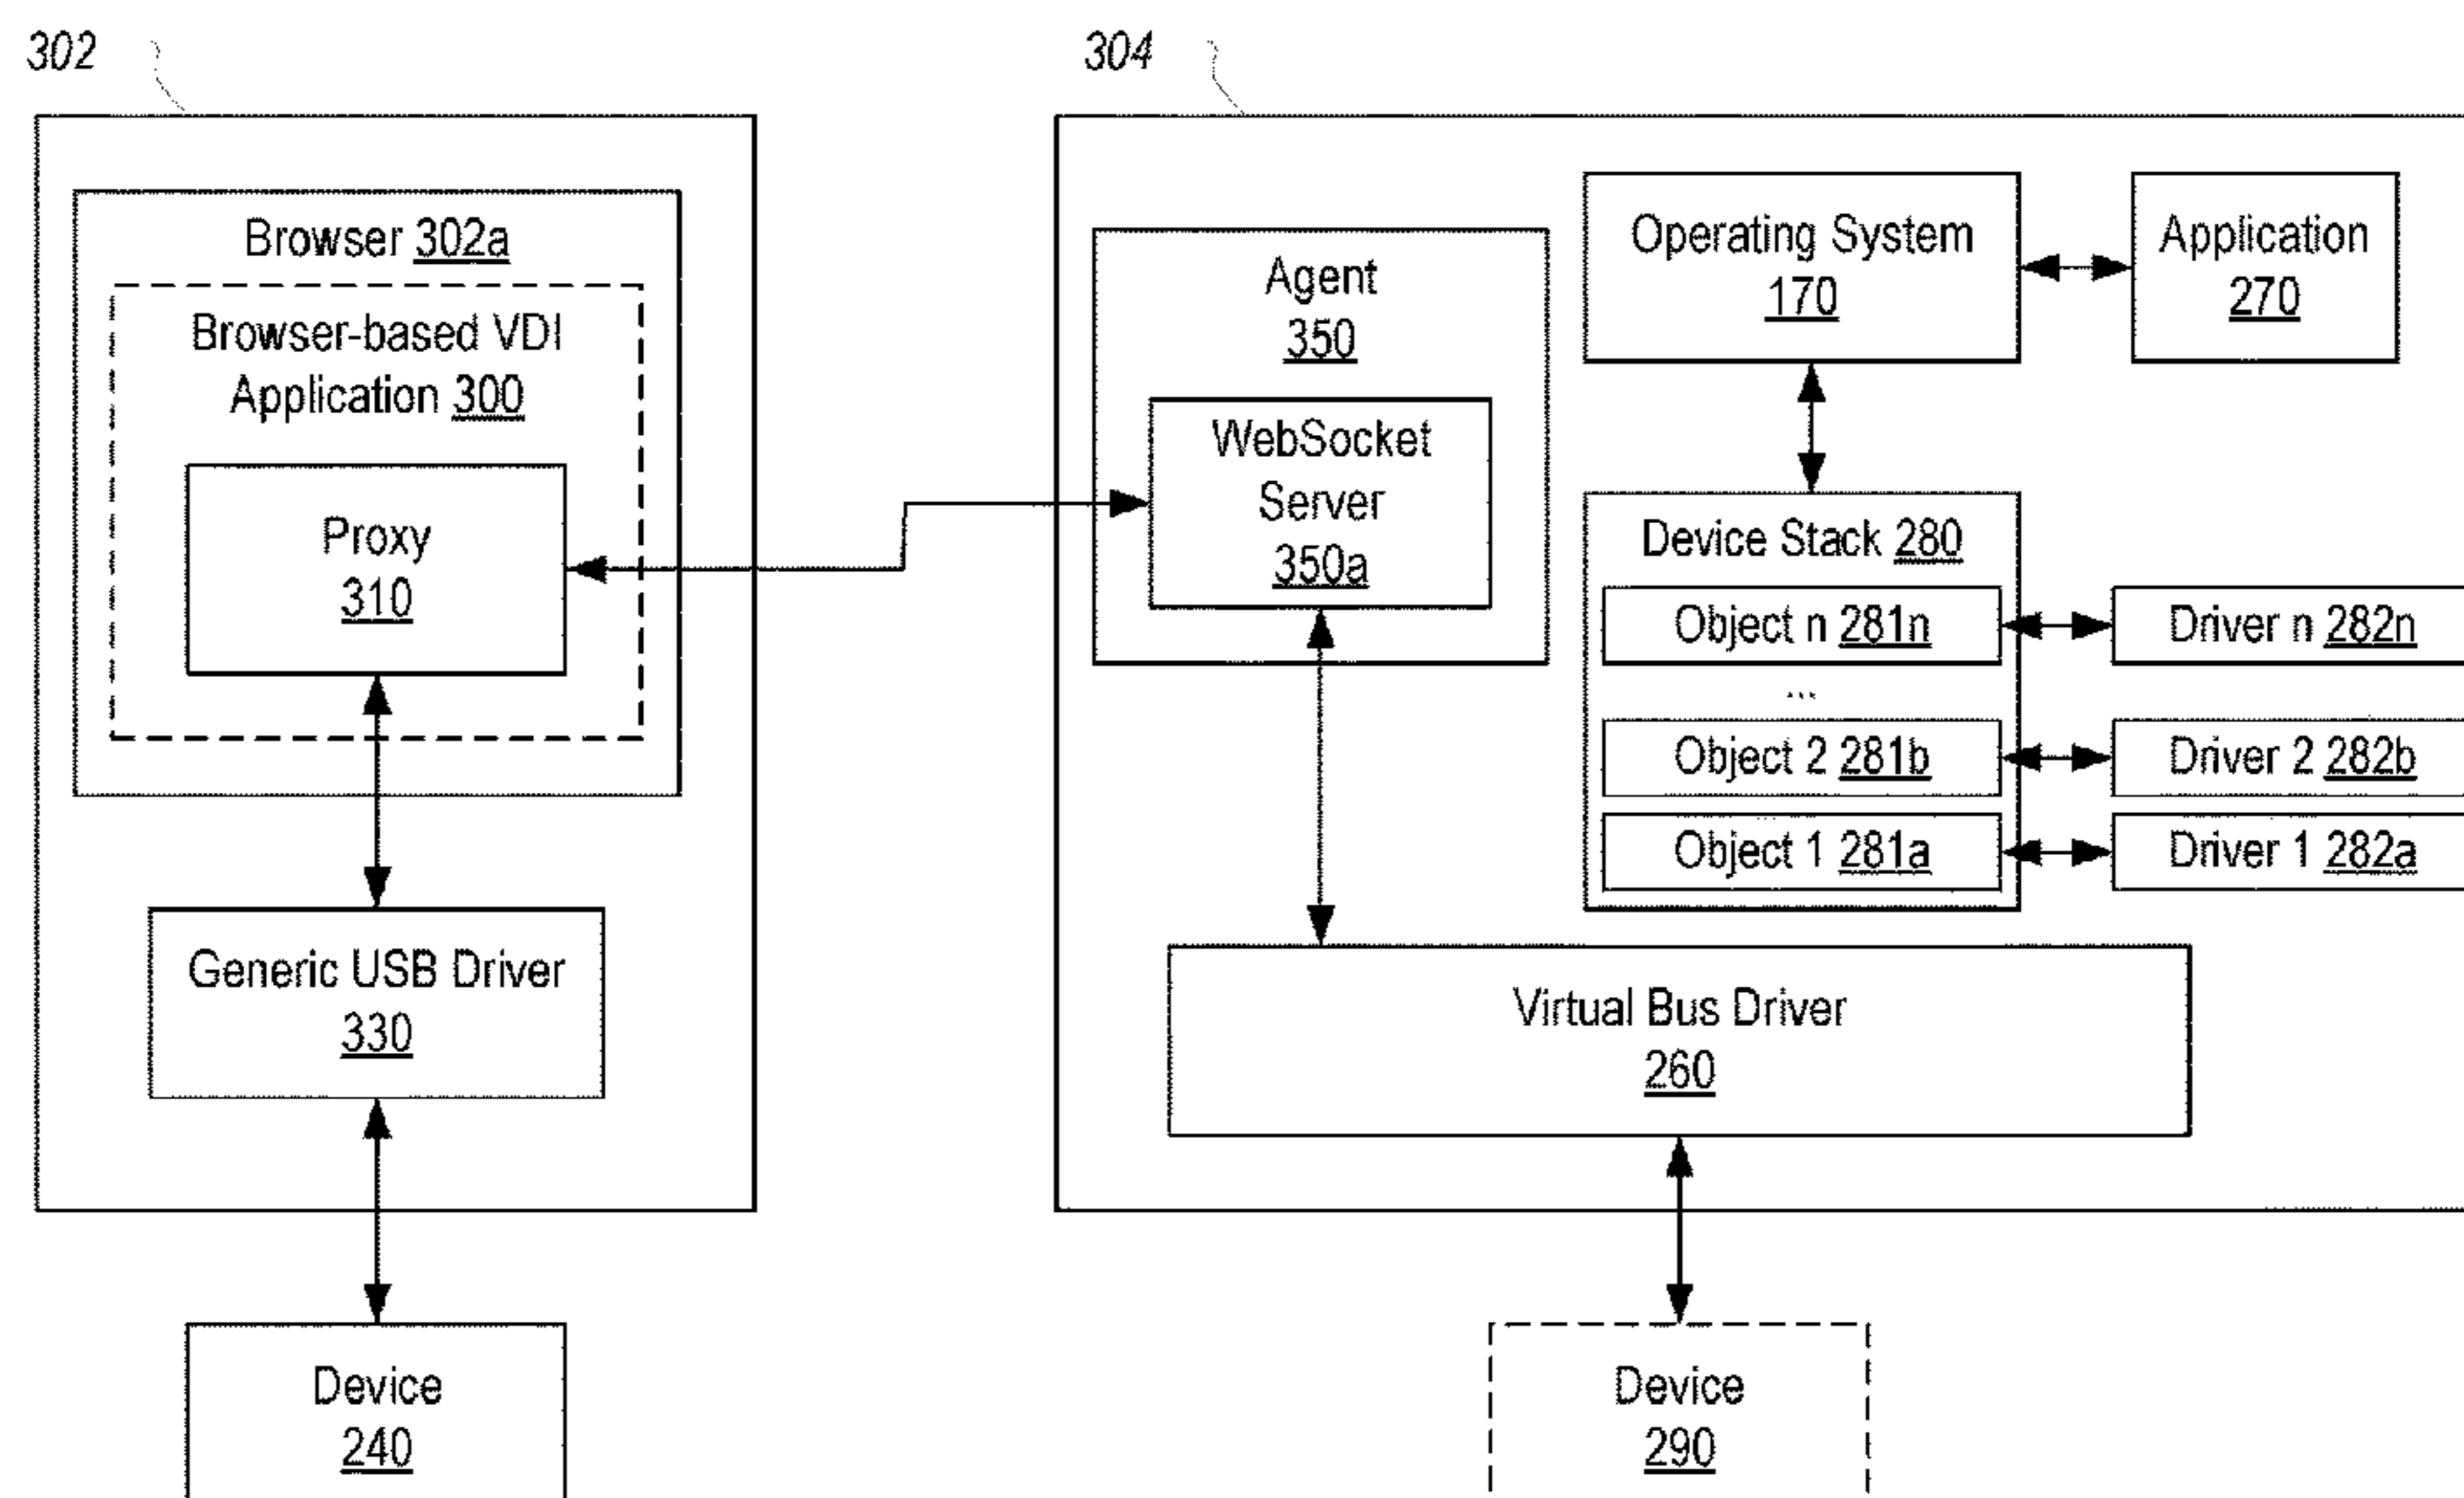 302
304
Browser 302a
Browser-based VDI
Application 300
Proxy
310
Generic USB Driver
330
Device
240
Agent
350
WebSocket
Server
350a
Operating System
170
Application
270
Device Stack 280
Object n 281n
Driver n 282n
...
Object 2 281b
Driver 2 282b
Object 1 281a
Driver 1 282a
Virtual Bus Driver
260
Device
290